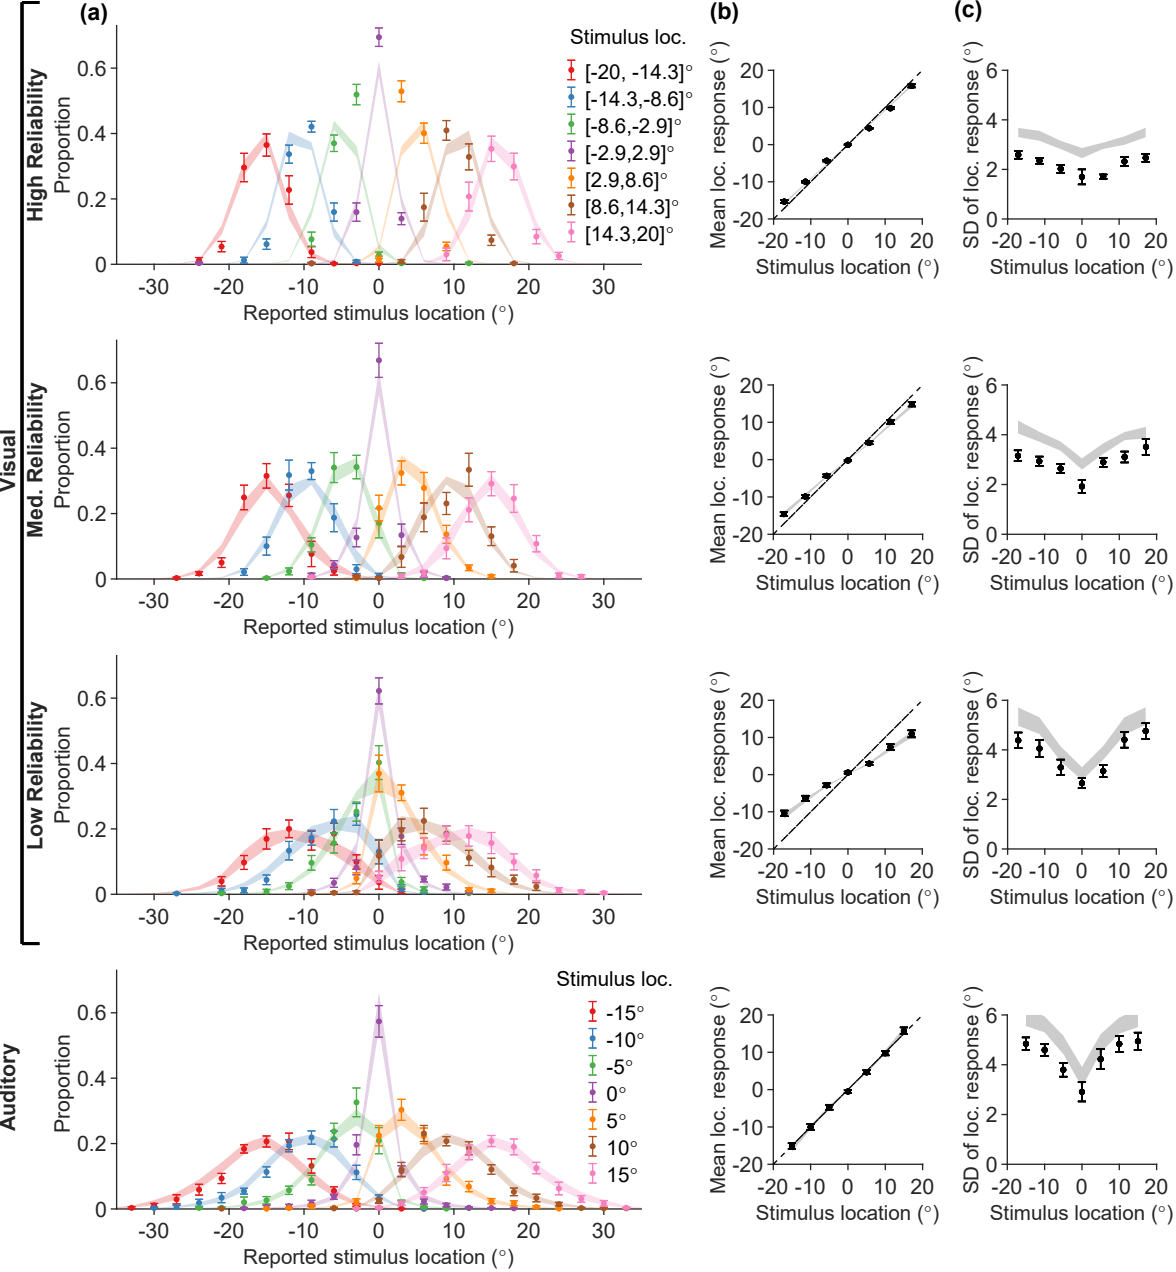 (a)
(b)
(c)
Visual
High Reliability
Proportion
0.6
0.4
0.2
0
-30 -20 -10 0 10 20 30
Reported stimulus location (°)
Stimulus loc.
[-20, -14.3]°
[-14.3,-8.6]°
[-8.6,-2.9]°
[-2.9,2.9]°
[2.9,8.6]°
[8.6,14.3]°
[14.3,20]°
Mean loc. response (°)
20
10
0
-10
-20
-20 -10 0 10 20
Stimulus location (°)
SD of loc. response (°)
6
4
2
0
-20 -10 0 10 20
Stimulus location (°)
Med. Reliability
Proportion
0.6
0.4
0.2
0
-30 -20 -10 0 10 20 30
Reported stimulus location (°)
Mean loc. response (°)
20
10
0
-10
-20
-20 -10 0 10 20
Stimulus location (°)
SD of loc. response (°)
6
4
2
0
-20 -10 0 10 20
Stimulus location (°)
Low Reliability
Proportion
0.6
0.4
0.2
0
-30 -20 -10 0 10 20 30
Reported stimulus location (°)
Mean loc. response (°)
20
10
0
-10
-20
-20 -10 0 10 20
Stimulus location (°)
SD of loc. response (°)
6
4
2
0
-20 -10 0 10 20
Stimulus location (°)
Auditory
Proportion
0.6
0.4
0.2
0
-30 -20 -10 0 10 20 30
Reported stimulus location (°)
Stimulus loc.
-15°
-10°
-5°
0°
5°
10°
15°
Mean loc. response (°)
20
10
0
-10
-20
-20 -10 0 10 20
Stimulus location (°)
SD of loc. response (°)
6
4
2
0
-20 -10 0 10 20
Stimulus location (°)